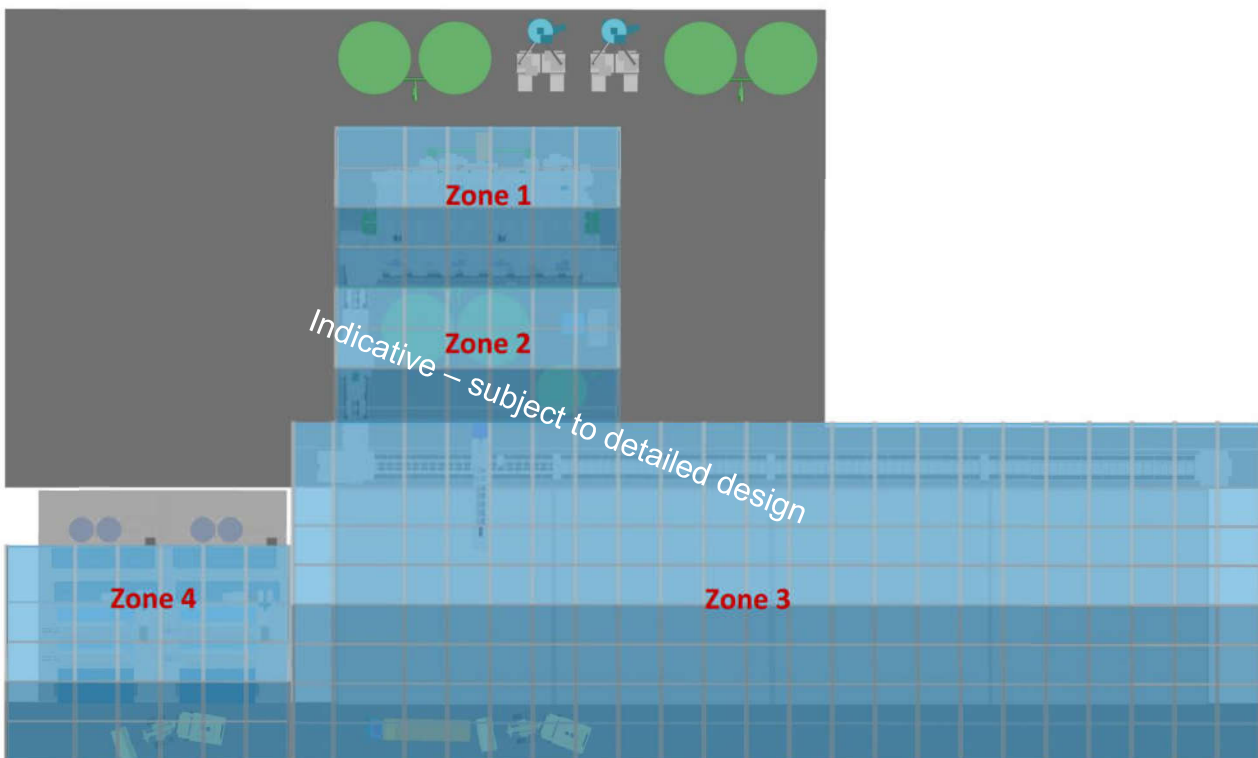 Zone 1
Zone 2
Indicative – subject to detailed design
Zone 4
Zone 3